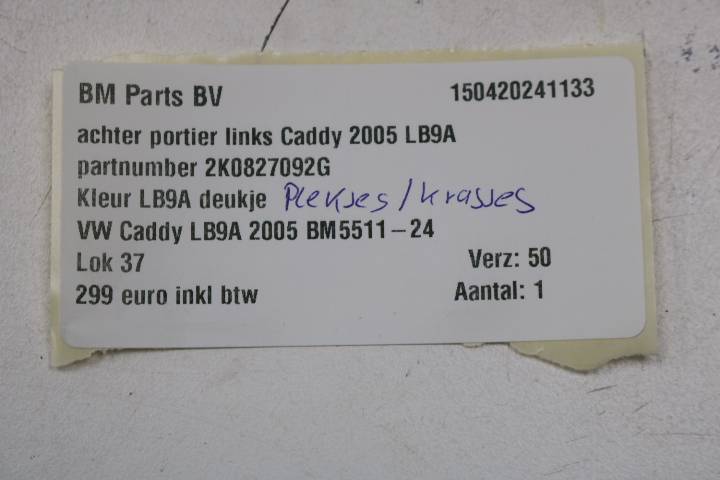 BM Parts BV 150420241133
achter portier links Caddy 2005 LB9A
partnumber 2K0827092G
Kleur LB9A deukje Plekjes/krasjes
VW Caddy LB9A 2005 BM5511-24
Lok 37 Verz: 50
299 euro inkl btw Aantal: 1